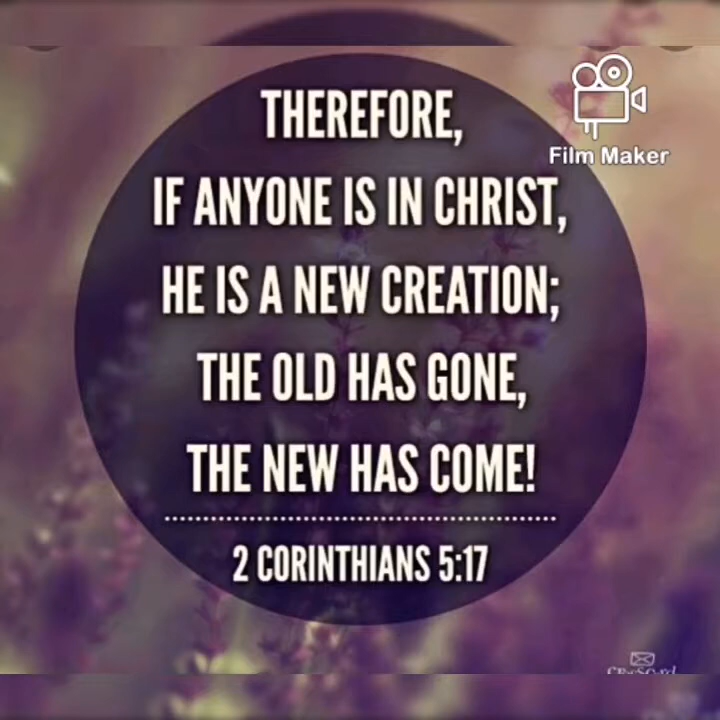 Film Maker
THEREFORE,
IF ANYONE IS IN CHRIST,
HE IS A NEW CREATION;
THE OLD HAS GONE,
THE NEW HAS COME!
2 CORINTHIANS 5:17